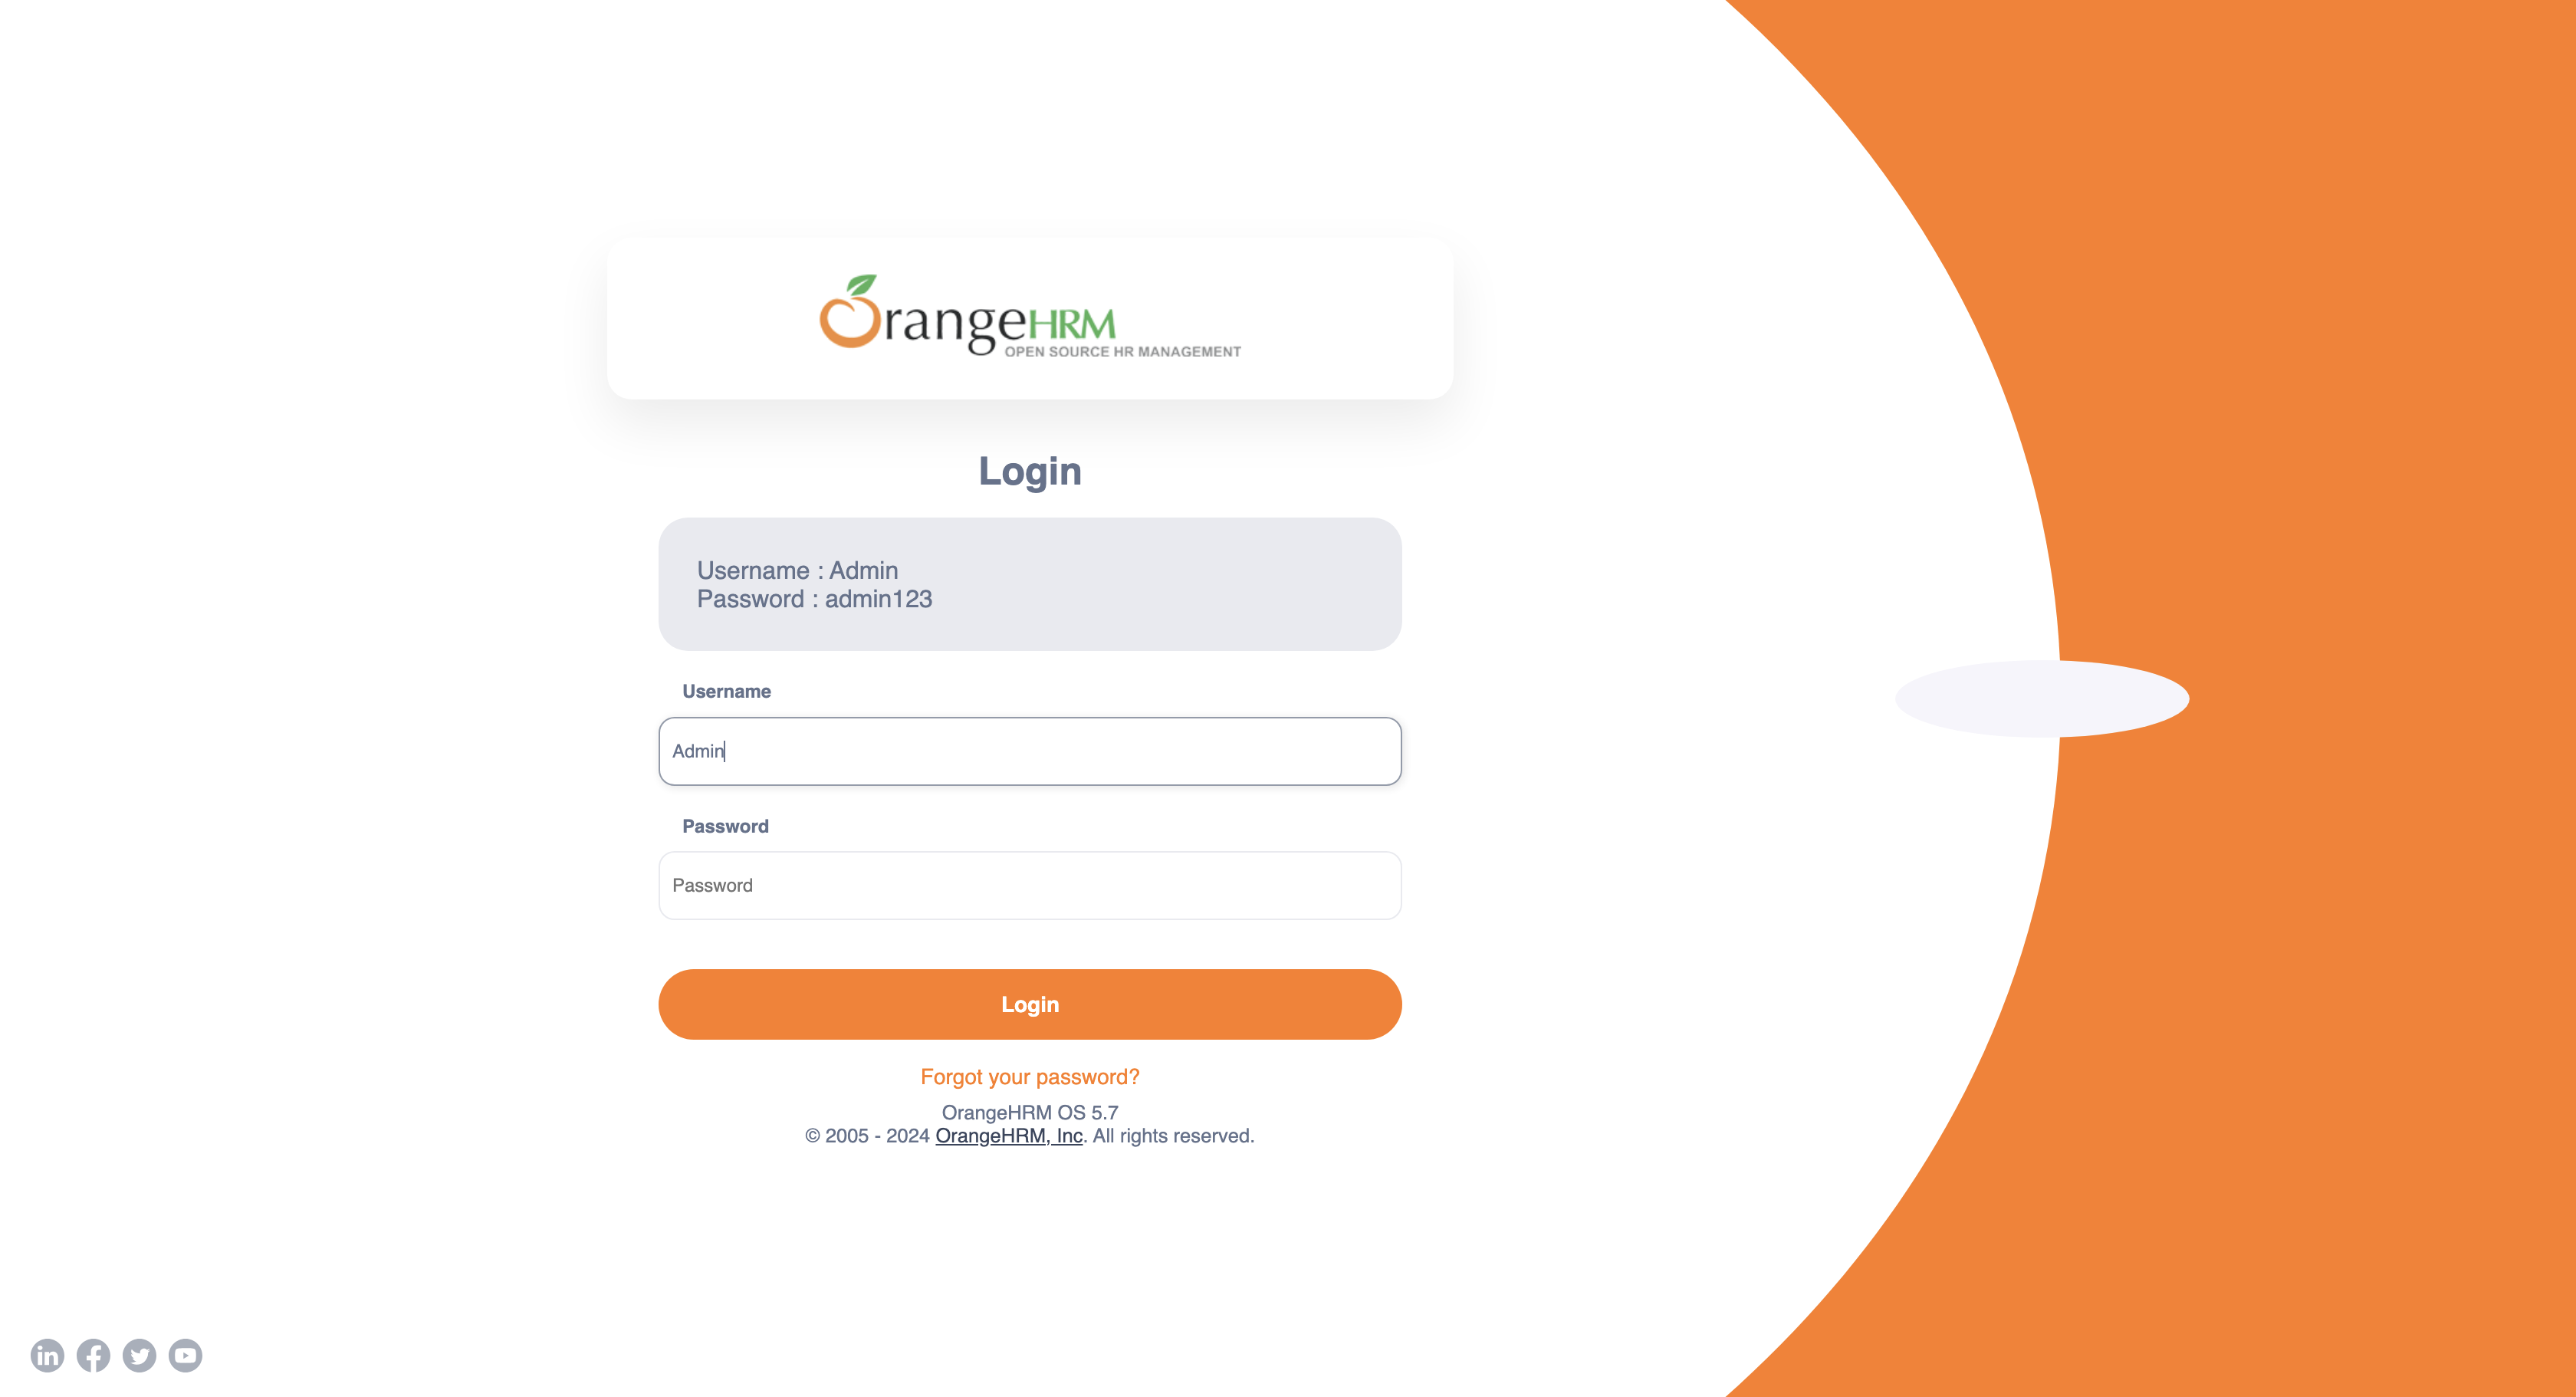 OrangeHRM
OPEN SOURCE HR MANAGEMENT
Login
Username : Admin
Password : admin123
Username
Admin
Password
Password
Login
Forgot your password?
OrangeHRM OS 5.7
© 2005 - 2024 OrangeHRM, Inc. All rights reserved.